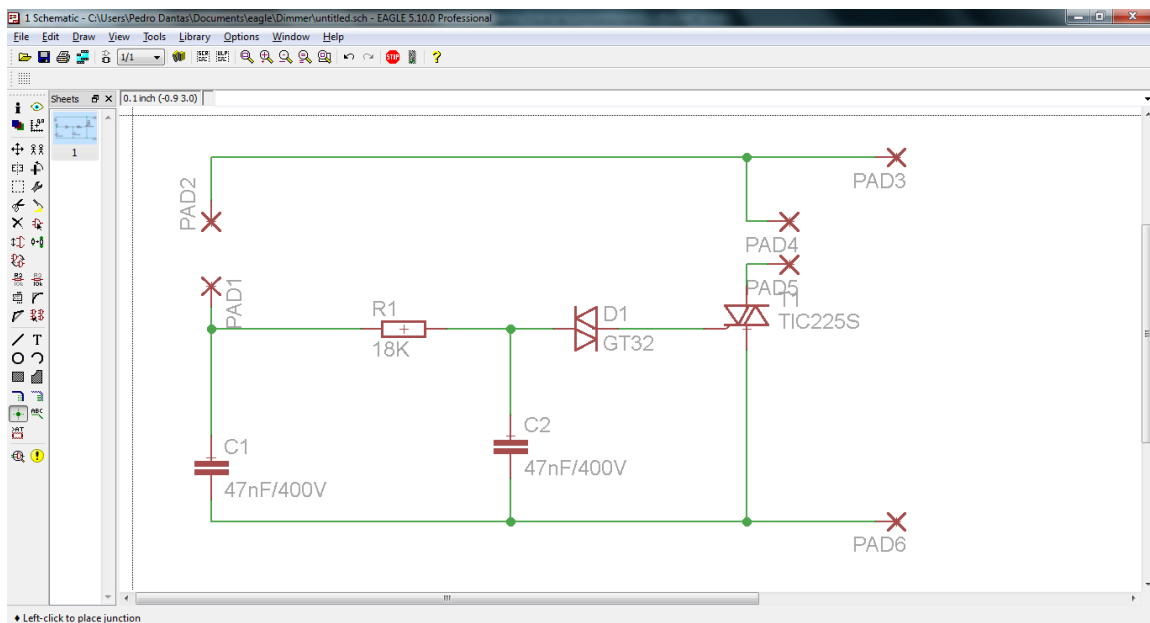 1 Schematic - C:\Users\Pedro Dantas\Documents\eagle\Dimmer\untitled.sch - EAGLE 5.10.0 Professional
File Edit Draw View Tools Library Options Window Help
1/1
SCR
ULP
STOP
?
Sheets
0.1 inch (-0.9 3.0)
1
PAD2
PAD3
PAD4
PAD1
PAD5
T1
TIC225S
R1
18K
D1
GT32
C2
47nF/400V
C1
47nF/400V
PAD6
Left-click to place junction